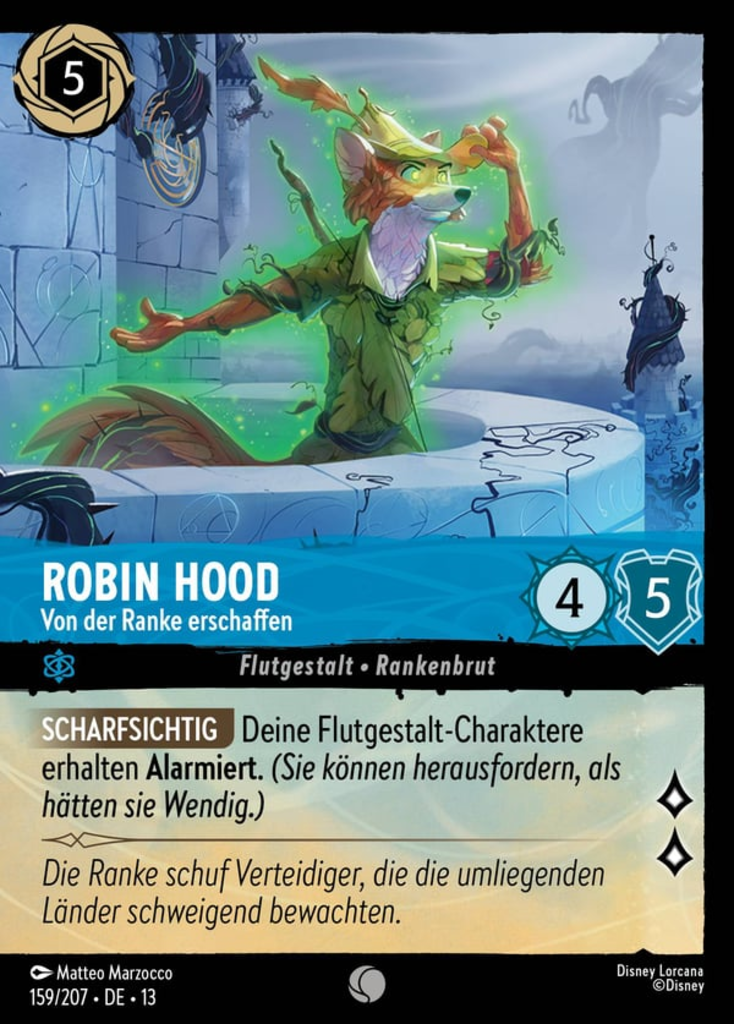 5
ROBIN HOOD
Von der Ranke erschaffen
4 5
Flutgestalt • Rankenbrut
SCHARFSICHTIG Deine Flutgestalt-Charaktere
erhalten Alarmiert. (Sie können herausfordern, als
hätten sie Wendig.)
Die Ranke schuf Verteidiger, die die umliegenden
Länder schweigend bewachten.
Matteo Marzocco
159/207 • DE • 13
Disney Lorcana
©Disney